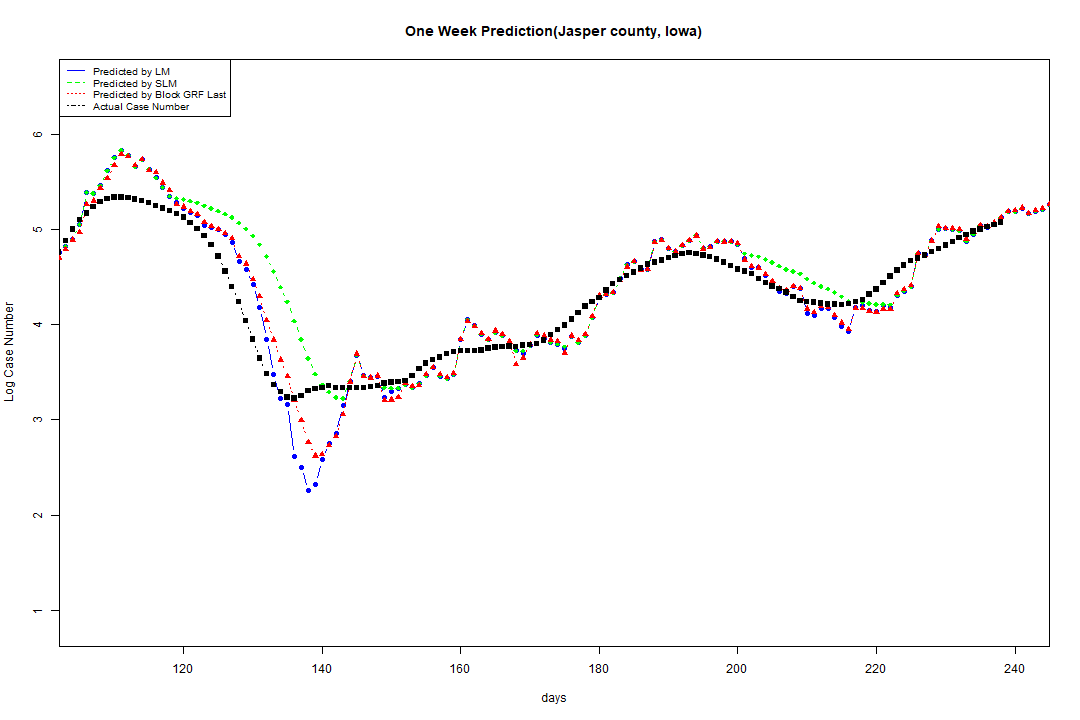 One Week Prediction(Jasper county, Iowa)
Predicted by LM
Predicted by SLM
Predicted by Block GRF Last
Actual Case Number
6
5
4
3
2
1
Log Case Number
120 140 160 180 200 220 240
days